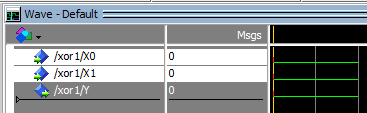 Wave - Default
Msgs
/xor1/X0 0
/xor1/X1 0
/xor1/Y 0